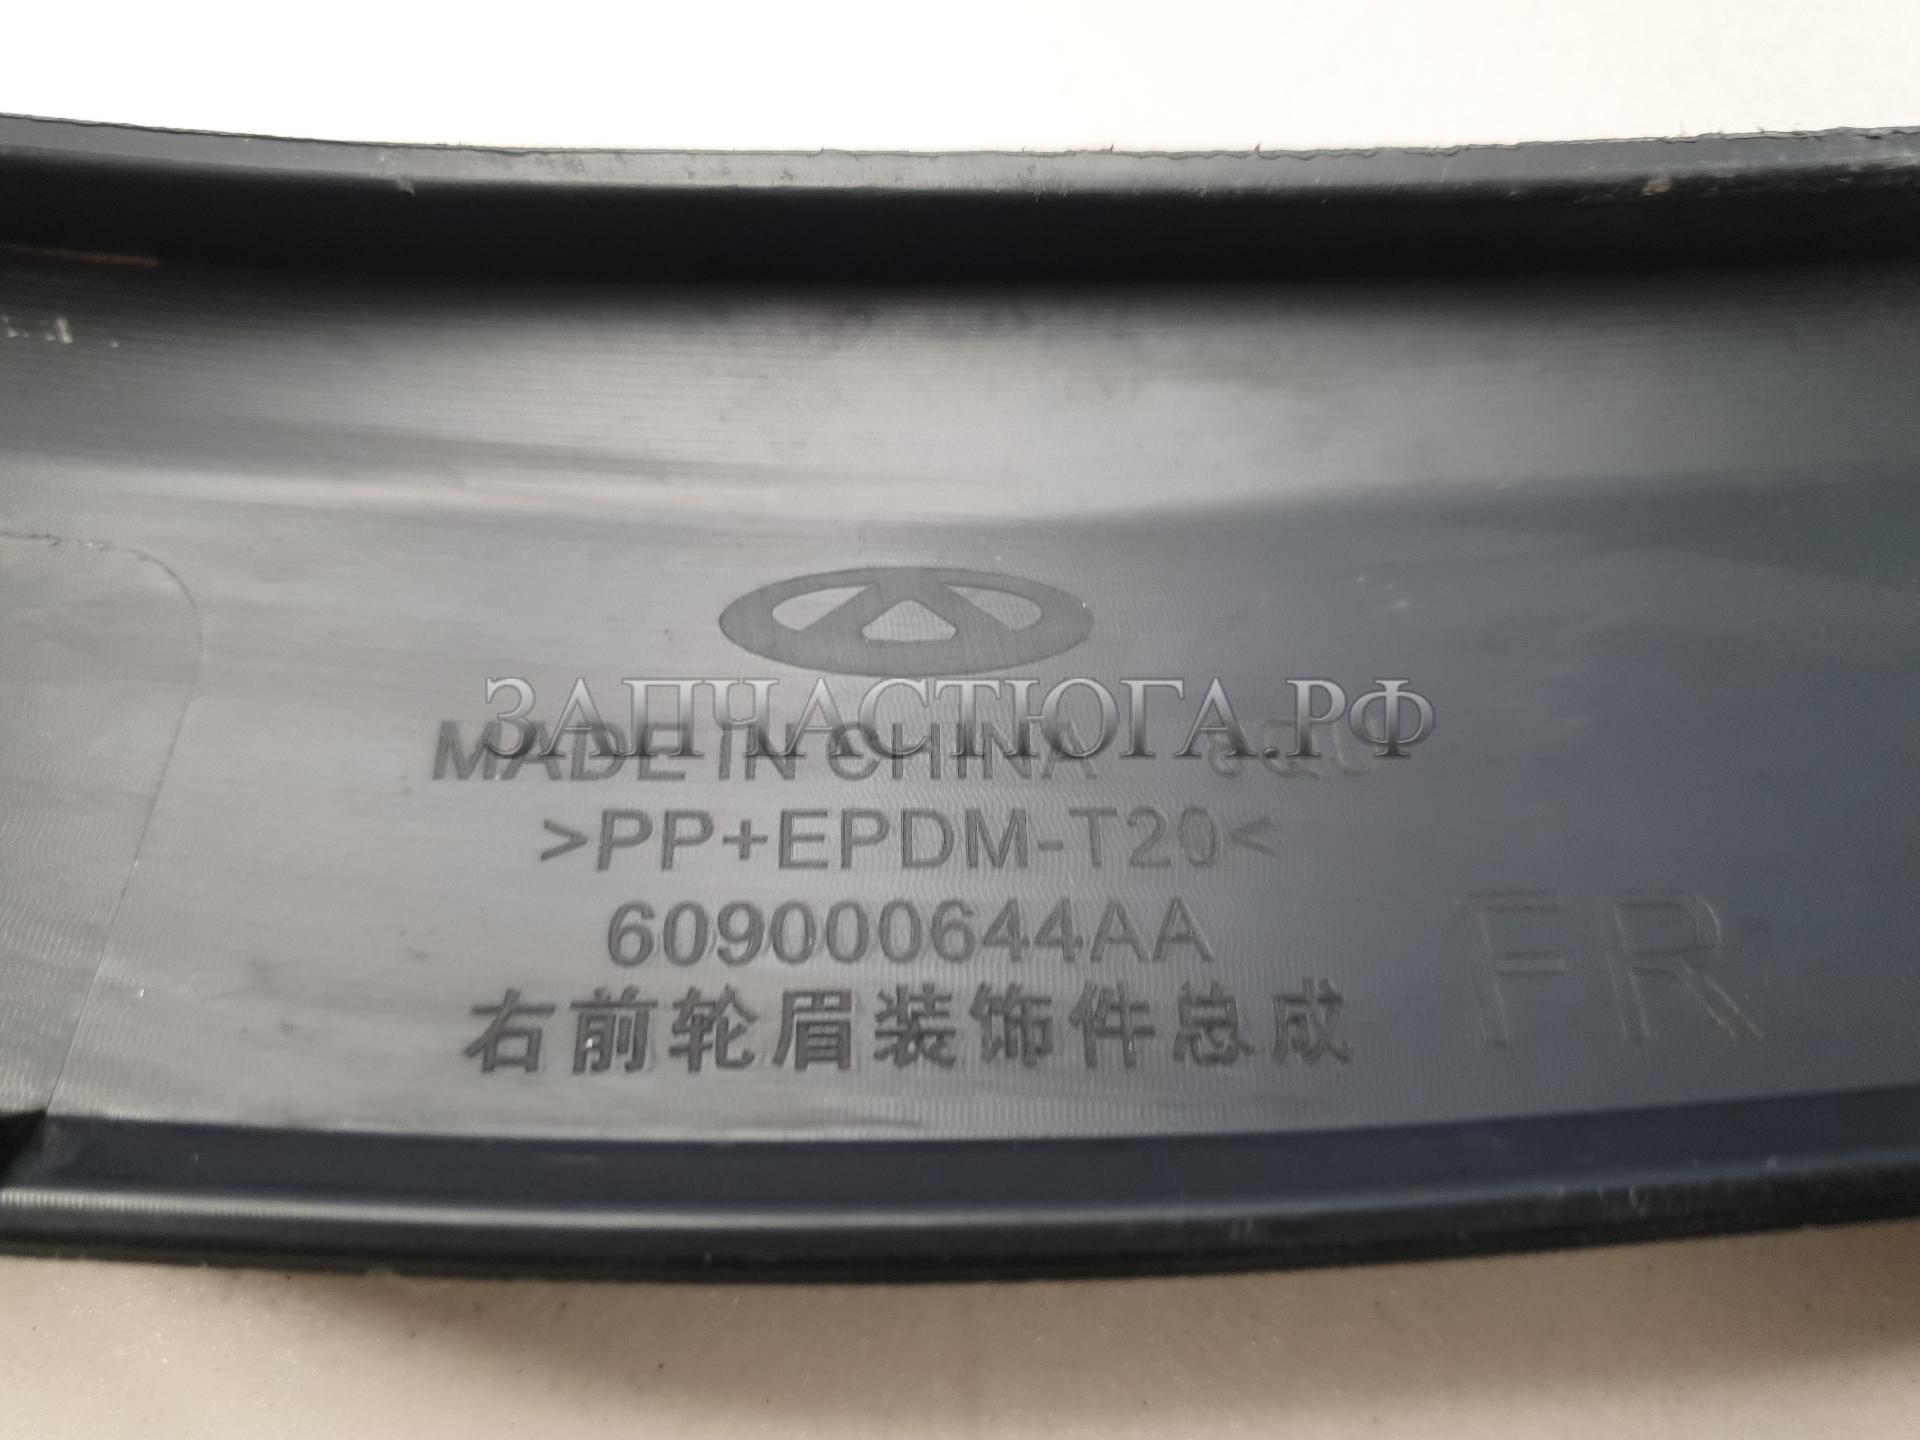 ЗАПЧАСТЮГА.РФ
MADE IN CHINA
>PP+EPDM-T20<
609000644AA
FR
右前轮眉装饰件总成